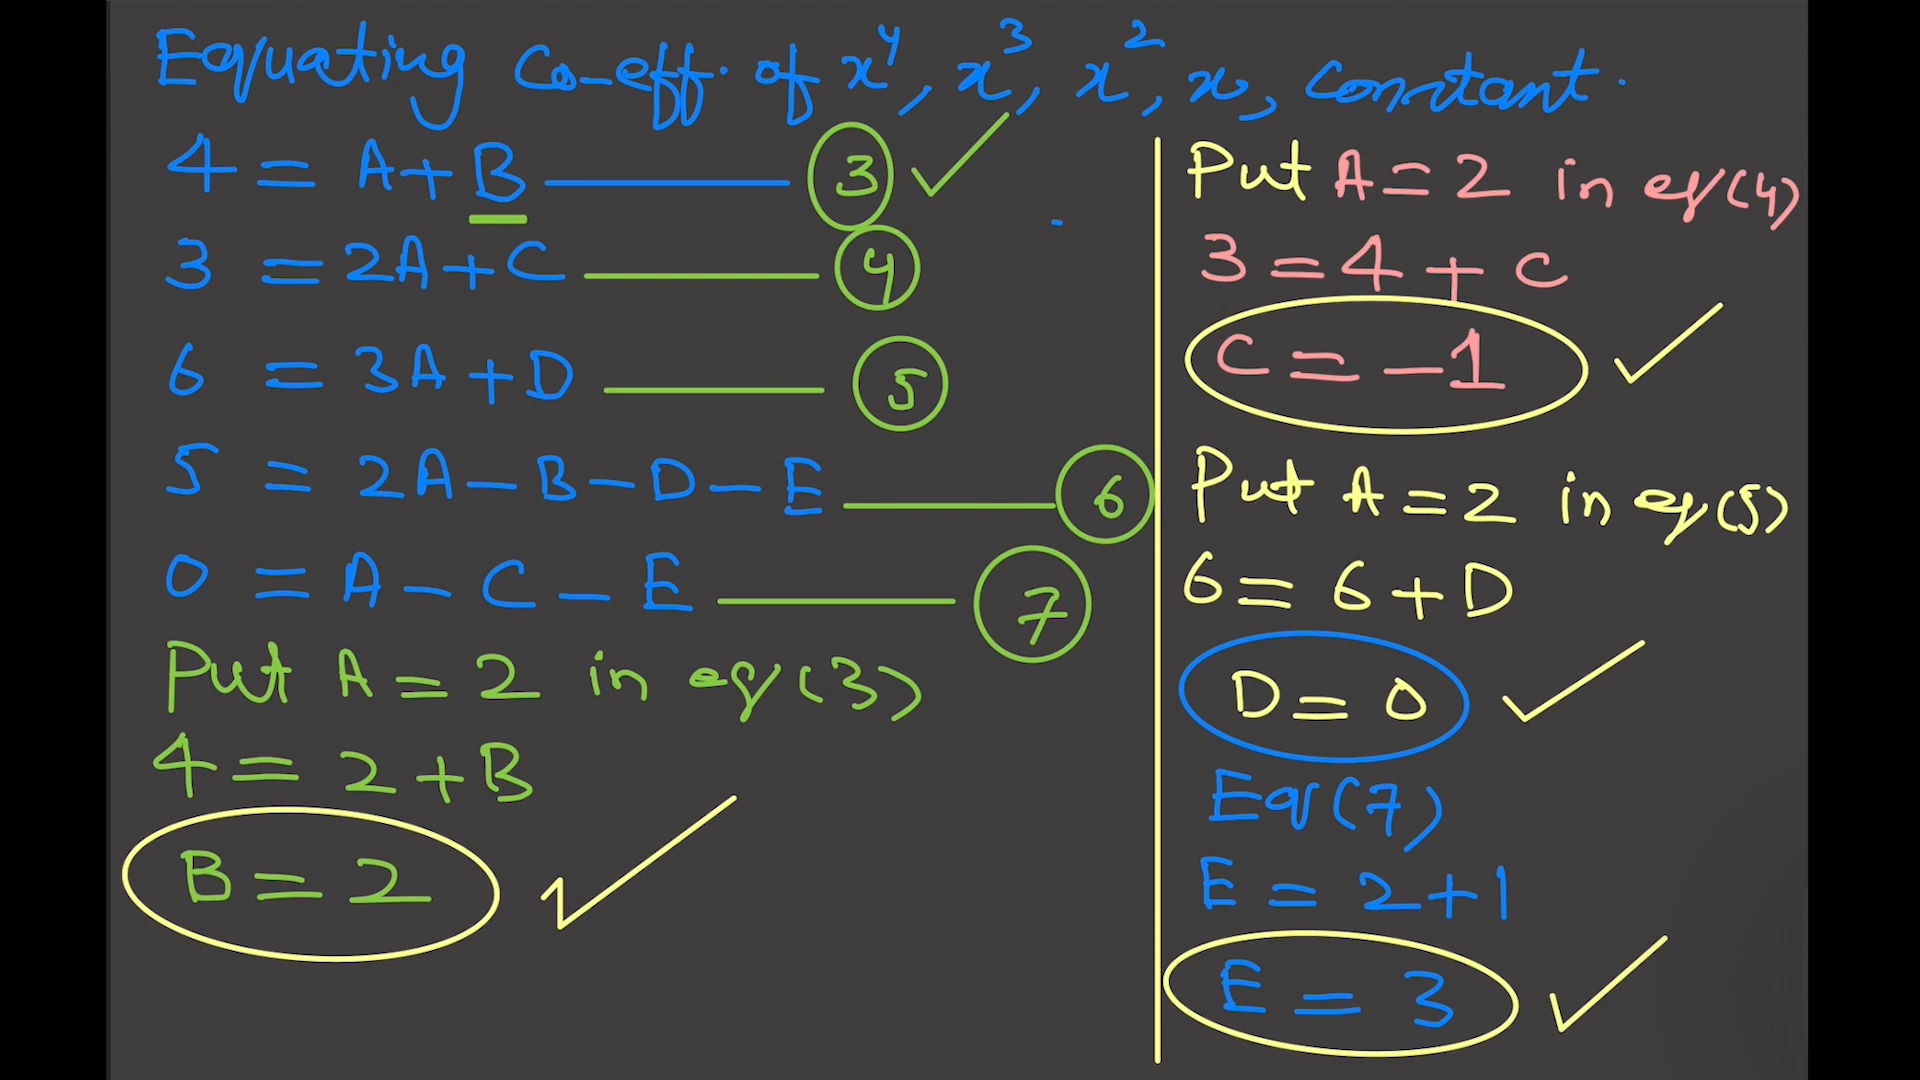 Equating Co-eff. of x⁴, x³, x², x, constant.
4 = A + B ——— (3) ✓
3 = 2A + C ——— (4)
6 = 3A + D ——— (5)
5 = 2A - B - D - E ——— (6)
0 = A - C - E ——— (7)
Put A = 2 in eq(3)
4 = 2 + B
B = 2 ✓
Put A = 2 in eq(4)
3 = 4 + C
C = -1 ✓
Put A = 2 in eq(5)
6 = 6 + D
D = 0 ✓
Eq(7)
E = 2 + 1
E = 3 ✓